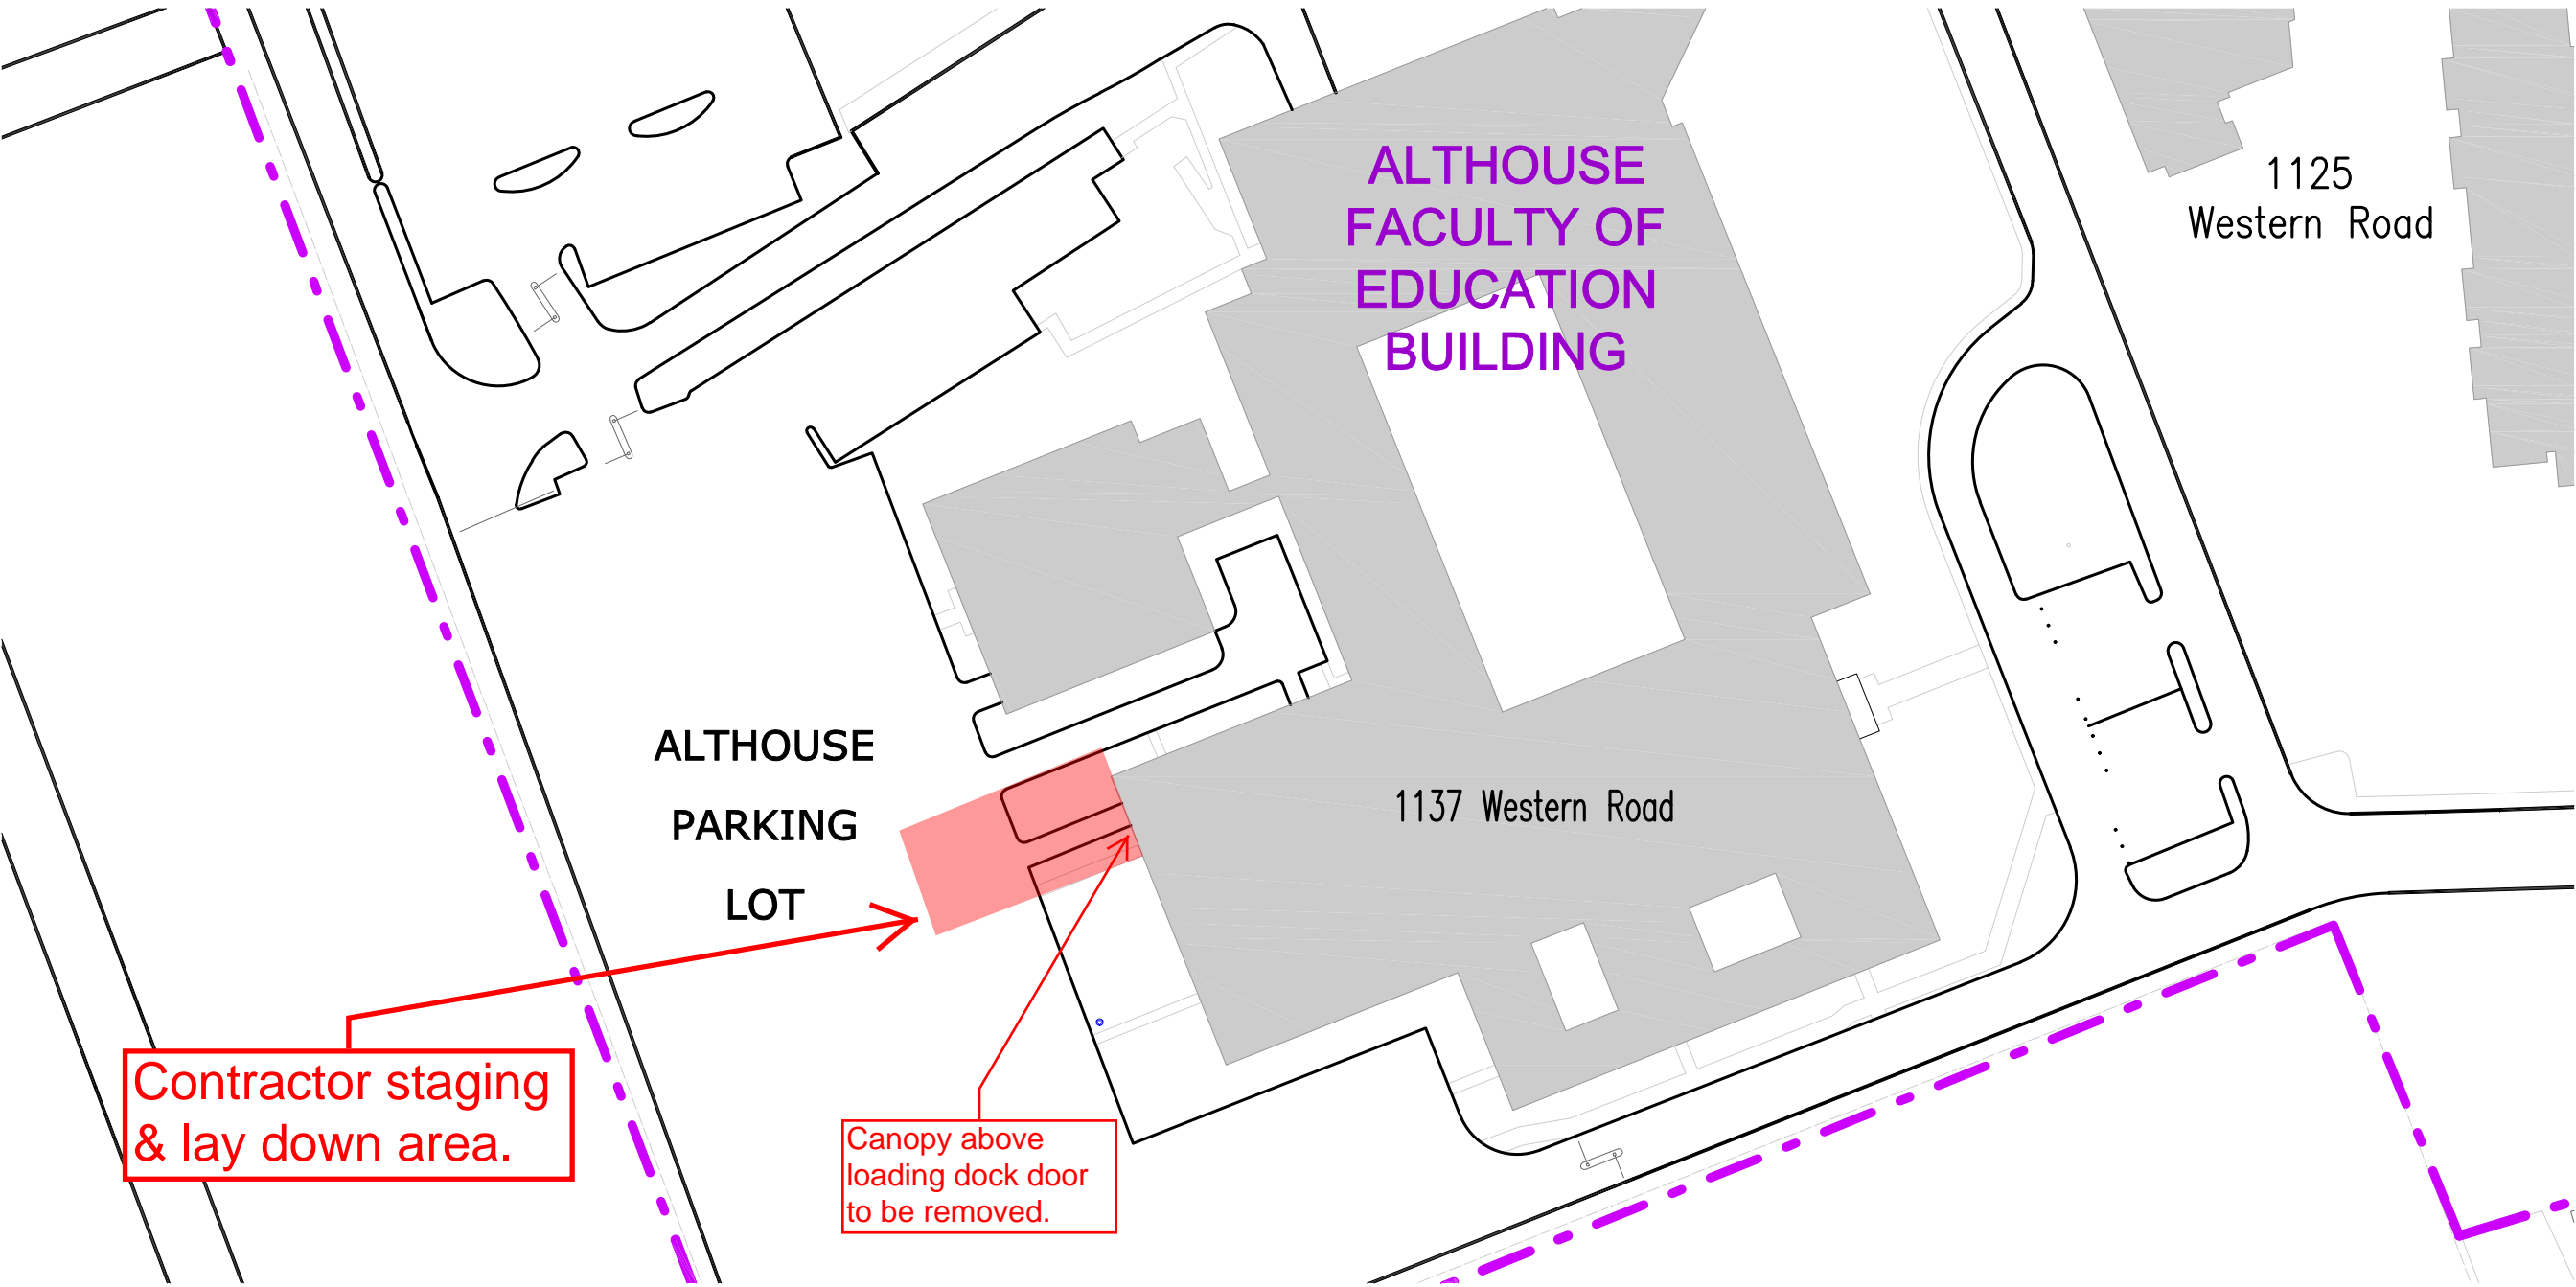 ALTHOUSE
FACULTY OF
EDUCATION
BUILDING
1125
Western Road
ALTHOUSE
PARKING
LOT
1137 Western Road
Contractor staging
& lay down area.
Canopy above
loading dock door
to be removed.